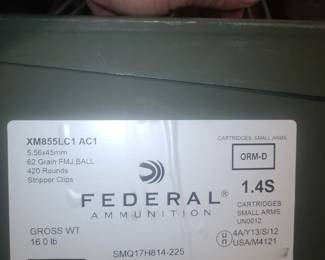 XM855LC1 AC1
5.56x45mm
62 Grain FMJ BALL
420 Rounds
Stripper Clips
CARTRIDGES, SMALL ARMS
ORM-D
FEDERAL
AMMUNITION
1.4S
CARTRIDGES
SMALL ARMS
UN0012
GROSS WT.
16.0 lb
4A/Y13/S/12
USA/M4121
SMQ17H814-225